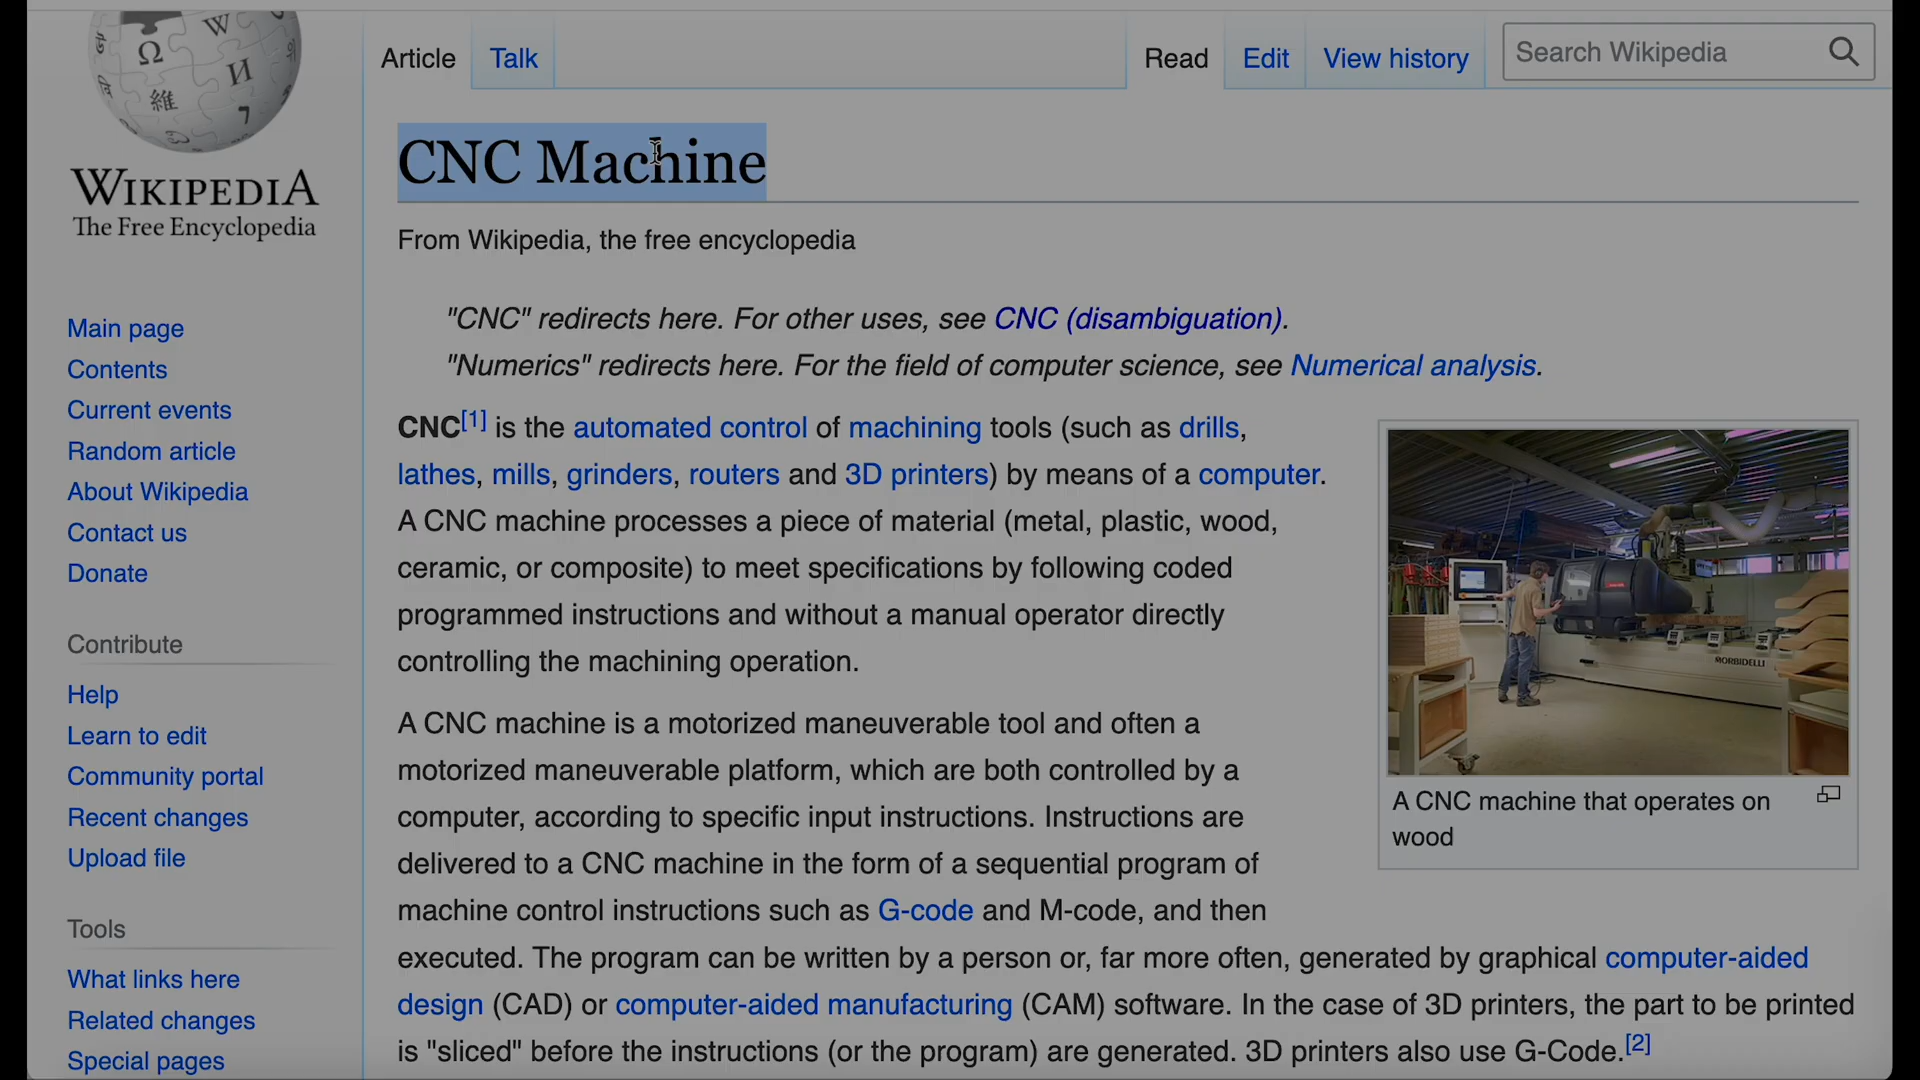 Ω W
И
維
7
WIKIPEDIA
The Free Encyclopedia
Main page
Contents
Current events
Random article
About Wikipedia
Contact us
Donate
Contribute
Help
Learn to edit
Community portal
Recent changes
Upload file
Tools
What links here
Related changes
Special pages
Article Talk Read Edit View history Search Wikipedia
CNC Machine
From Wikipedia, the free encyclopedia
"CNC" redirects here. For other uses, see CNC (disambiguation).
"Numerics" redirects here. For the field of computer science, see Numerical analysis.
CNC[1] is the automated control of machining tools (such as drills,
lathes, mills, grinders, routers and 3D printers) by means of a computer.
A CNC machine processes a piece of material (metal, plastic, wood,
ceramic, or composite) to meet specifications by following coded
programmed instructions and without a manual operator directly
controlling the machining operation.
A CNC machine is a motorized maneuverable tool and often a
motorized maneuverable platform, which are both controlled by a
computer, according to specific input instructions. Instructions are
delivered to a CNC machine in the form of a sequential program of
machine control instructions such as G-code and M-code, and then
executed. The program can be written by a person or, far more often, generated by graphical computer-aided
design (CAD) or computer-aided manufacturing (CAM) software. In the case of 3D printers, the part to be printed
is "sliced" before the instructions (or the program) are generated. 3D printers also use G-Code.[2]
MORBIDELLI
A CNC machine that operates on
wood